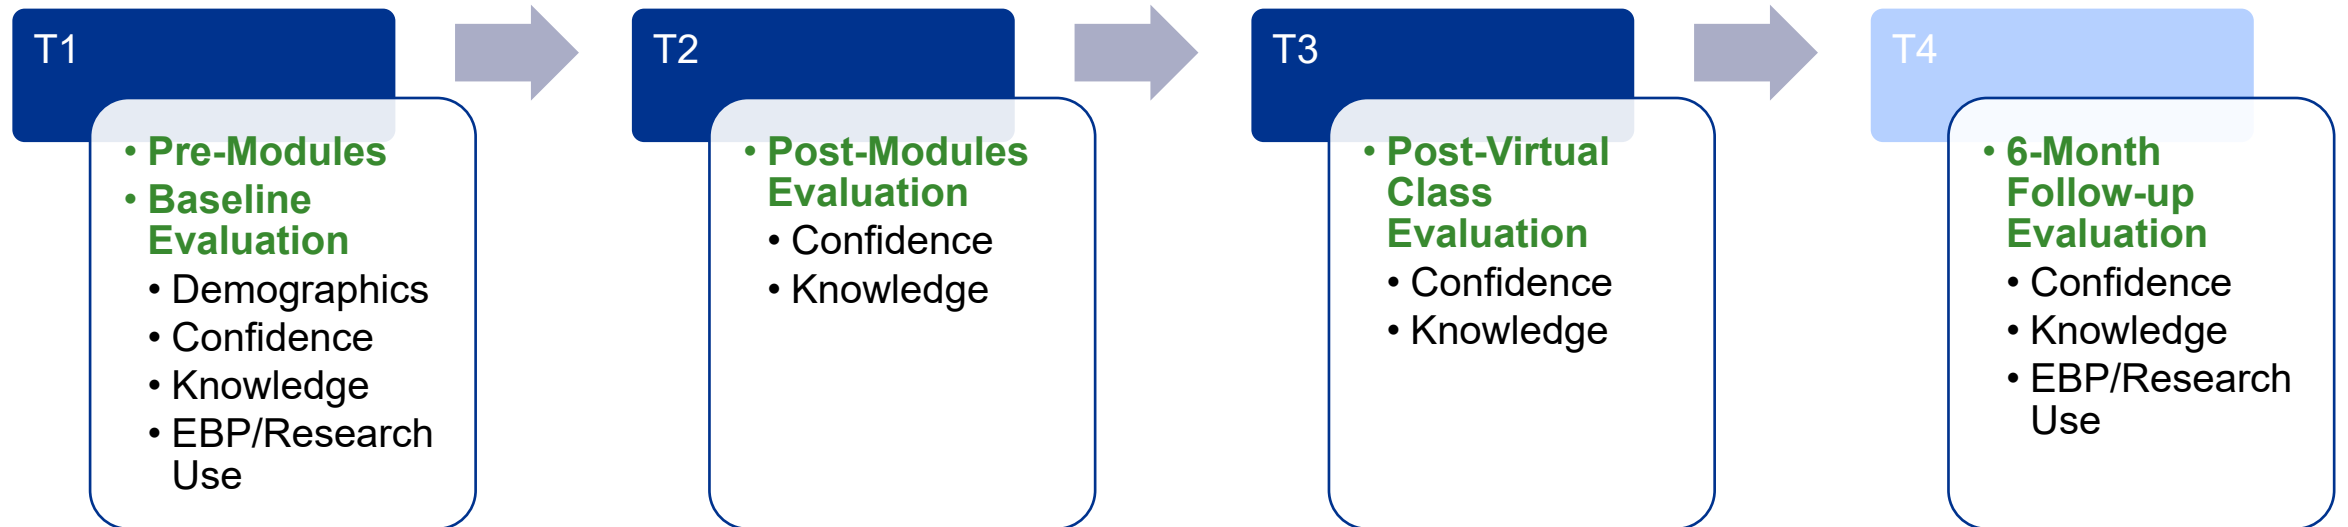 T1
• Pre-Modules
• Baseline
Evaluation
• Demographics
• Confidence
• Knowledge
• EBP/Research
Use
T2
• Post-Modules
Evaluation
• Confidence
• Knowledge
T3
• Post-Virtual
Class
Evaluation
• Confidence
• Knowledge
T4
• 6-Month
Follow-up
Evaluation
• Confidence
• Knowledge
• EBP/Research
Use